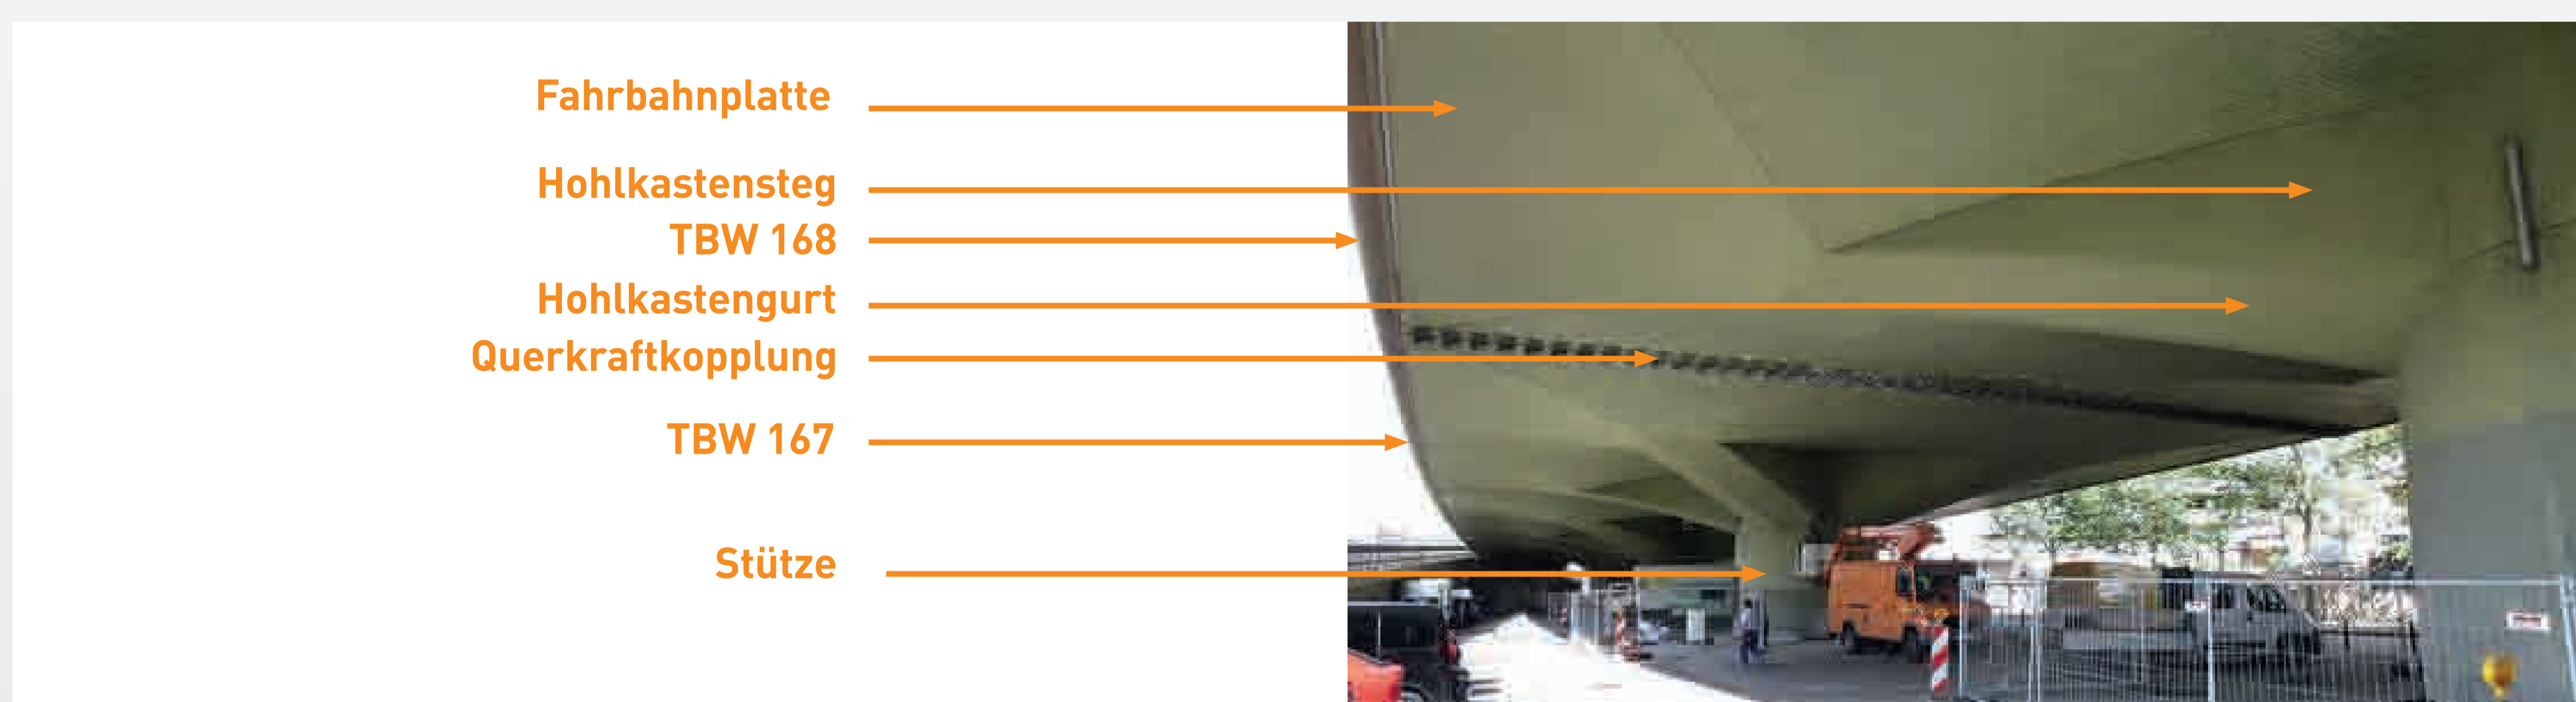 Fahrbahnplatte
Hohlkastensteg
TBW 168
Hohlkastengurt
Querkraftkopplung
TBW 167
Stütze